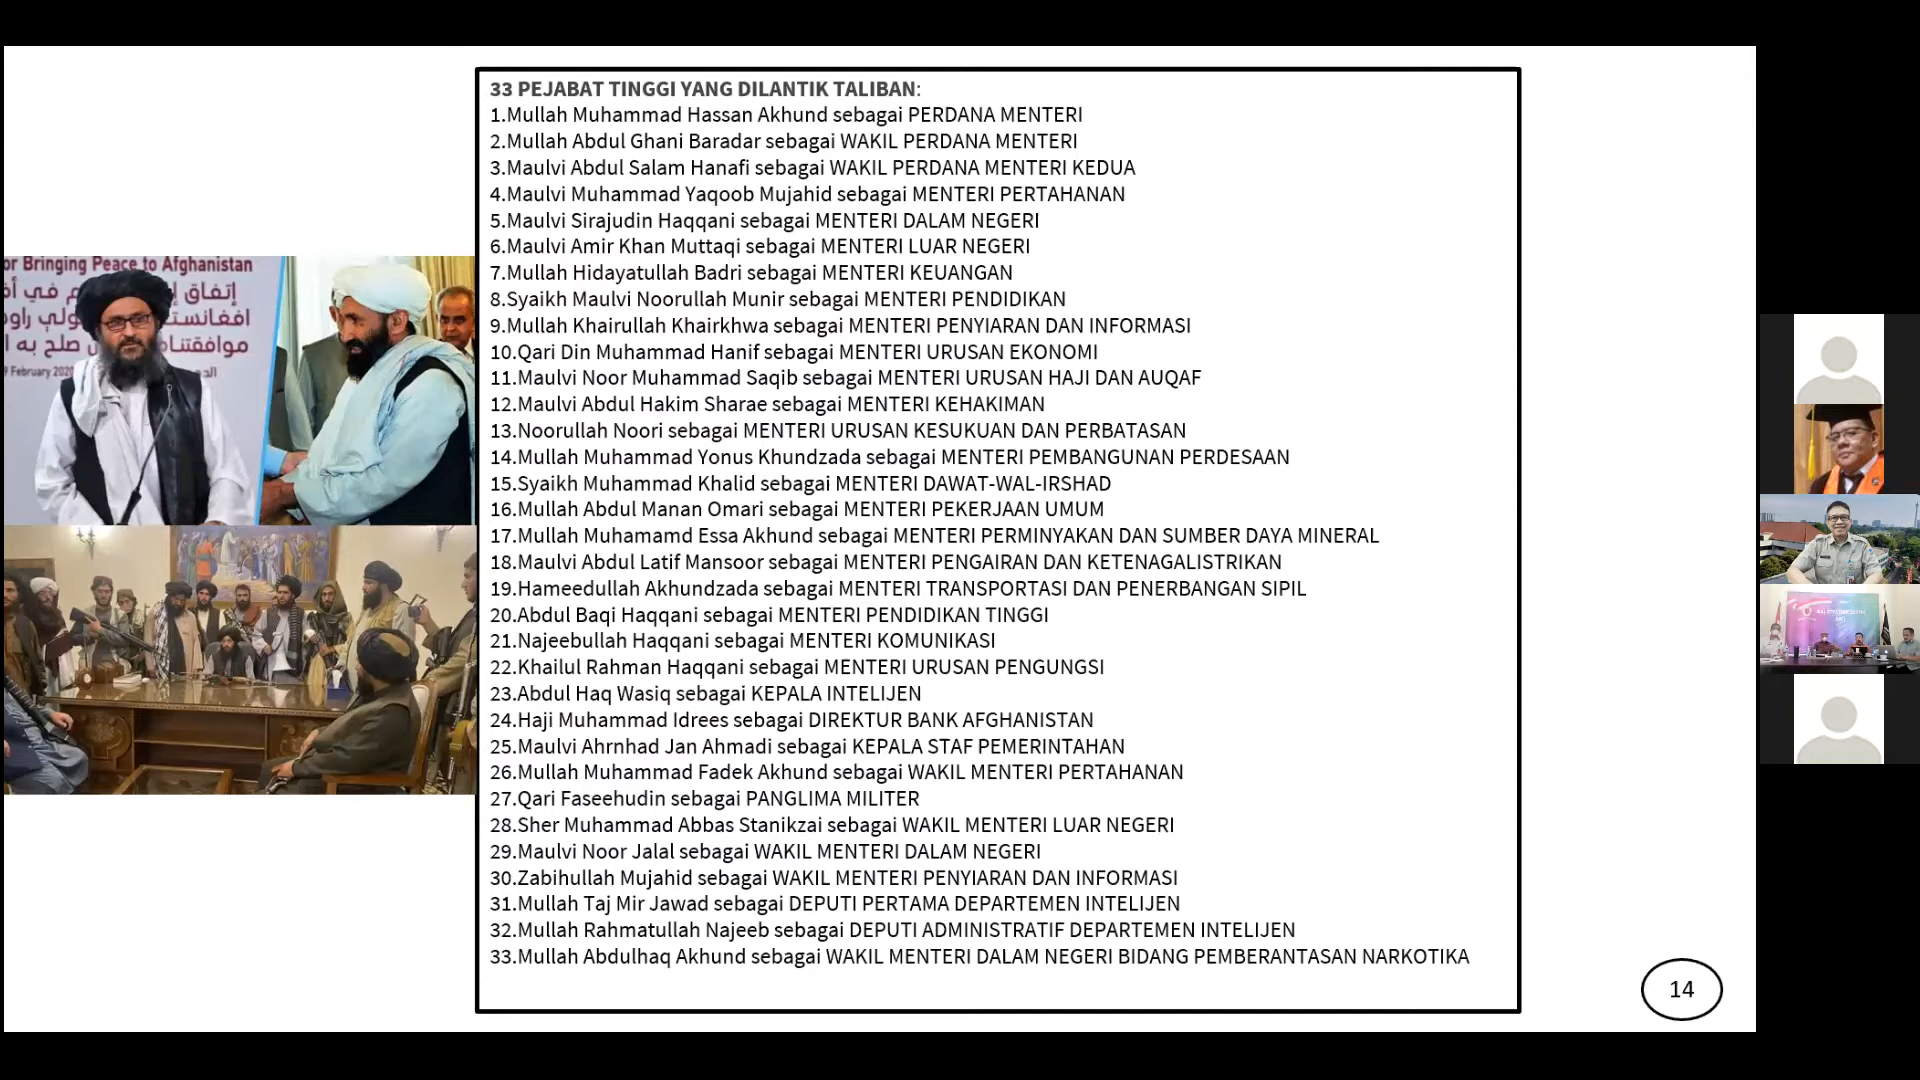 33 PEJABAT TINGGI YANG DILANTIK TALIBAN:
1.Mullah Muhammad Hassan Akhund sebagai PERDANA MENTERI
2.Mullah Abdul Ghani Baradar sebagai WAKIL PERDANA MENTERI
3.Maulvi Abdul Salam Hanafi sebagai WAKIL PERDANA MENTERI KEDUA
4.Maulvi Muhammad Yaqoob Mujahid sebagai MENTERI PERTAHANAN
5.Maulvi Sirajudin Haqqani sebagai MENTERI DALAM NEGERI
6.Maulvi Amir Khan Muttaqi sebagai MENTERI LUAR NEGERI
7.Mullah Hidayatullah Badri sebagai MENTERI KEUANGAN
8.Syaikh Maulvi Noorullah Munir sebagai MENTERI PENDIDIKAN
9.Mullah Khairullah Khairkhwa sebagai MENTERI PENYIARAN DAN INFORMASI
10.Qari Din Muhammad Hanif sebagai MENTERI URUSAN EKONOMI
11.Maulvi Noor Muhammad Saqib sebagai MENTERI URUSAN HAJI DAN AUQAF
12.Maulvi Abdul Hakim Sharae sebagai MENTERI KEHAKIMAN
13.Noorullah Noori sebagai MENTERI URUSAN KESUKUAN DAN PERBATASAN
14.Mullah Muhammad Yonus Khundzada sebagai MENTERI PEMBANGUNAN PERDESAAN
15.Syaikh Muhammad Khalid sebagai MENTERI DAWAT-WAL-IRSHAD
16.Mullah Abdul Manan Omari sebagai MENTERI PEKERJAAN UMUM
17.Mullah Muhamamd Essa Akhund sebagai MENTERI PERMINYAKAN DAN SUMBER DAYA MINERAL
18.Maulvi Abdul Latif Mansoor sebagai MENTERI PENGAIRAN DAN KETENAGALISTRIKAN
19.Hameedullah Akhundzada sebagai MENTERI TRANSPORTASI DAN PENERBANGAN SIPIL
20.Abdul Baqi Haqqani sebagai MENTERI PENDIDIKAN TINGGI
21.Najeebullah Haqqani sebagai MENTERI KOMUNIKASI
22.Khailul Rahman Haqqani sebagai MENTERI URUSAN PENGUNGSI
23.Abdul Haq Wasiq sebagai KEPALA INTELIJEN
24.Haji Muhammad Idrees sebagai DIREKTUR BANK AFGHANISTAN
25.Maulvi Ahrnhad Jan Ahmadi sebagai KEPALA STAF PEMERINTAHAN
26.Mullah Muhammad Fadek Akhund sebagai WAKIL MENTERI PERTAHANAN
27.Qari Faseehudin sebagai PANGLIMA MILITER
28.Sher Muhammad Abbas Stanikzai sebagai WAKIL MENTERI LUAR NEGERI
29.Maulvi Noor Jalal sebagai WAKIL MENTERI DALAM NEGERI
30.Zabihullah Mujahid sebagai WAKIL MENTERI PENYIARAN DAN INFORMASI
31.Mullah Taj Mir Jawad sebagai DEPUTI PERTAMA DEPARTEMEN INTELIJEN
32.Mullah Rahmatullah Najeeb sebagai DEPUTI ADMINISTRATIF DEPARTEMEN INTELIJEN
33.Mullah Abdulhaq Akhund sebagai WAKIL MENTERI DALAM NEGERI BIDANG PEMBERANTASAN NARKOTIKA
14
or Bringing Peace to Afghanistan
إتفاق
صلح به
February 2020